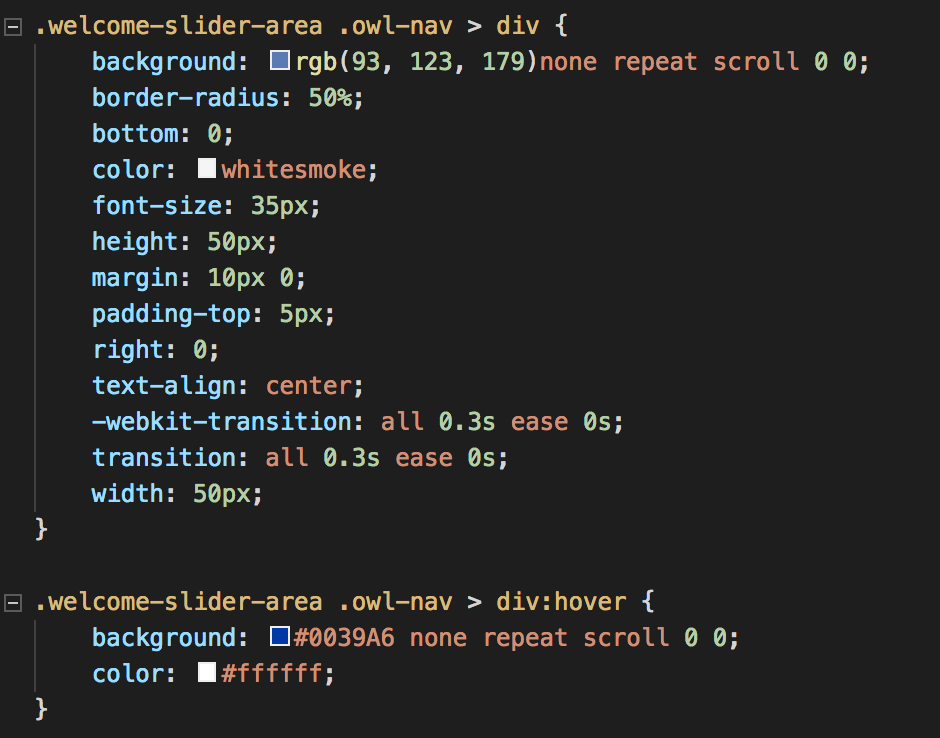 .welcome-slider-area .owl-nav > div {
background: rgb(93, 123, 179)none repeat scroll 0 0;
border-radius: 50%;
bottom: 0;
color: whitesmoke;
font-size: 35px;
height: 50px;
margin: 10px 0;
padding-top: 5px;
right: 0;
text-align: center;
-webkit-transition: all 0.3s ease 0s;
transition: all 0.3s ease 0s;
width: 50px;
}
.welcome-slider-area .owl-nav > div:hover {
background: #0039A6 none repeat scroll 0 0;
color: #ffffff;
}